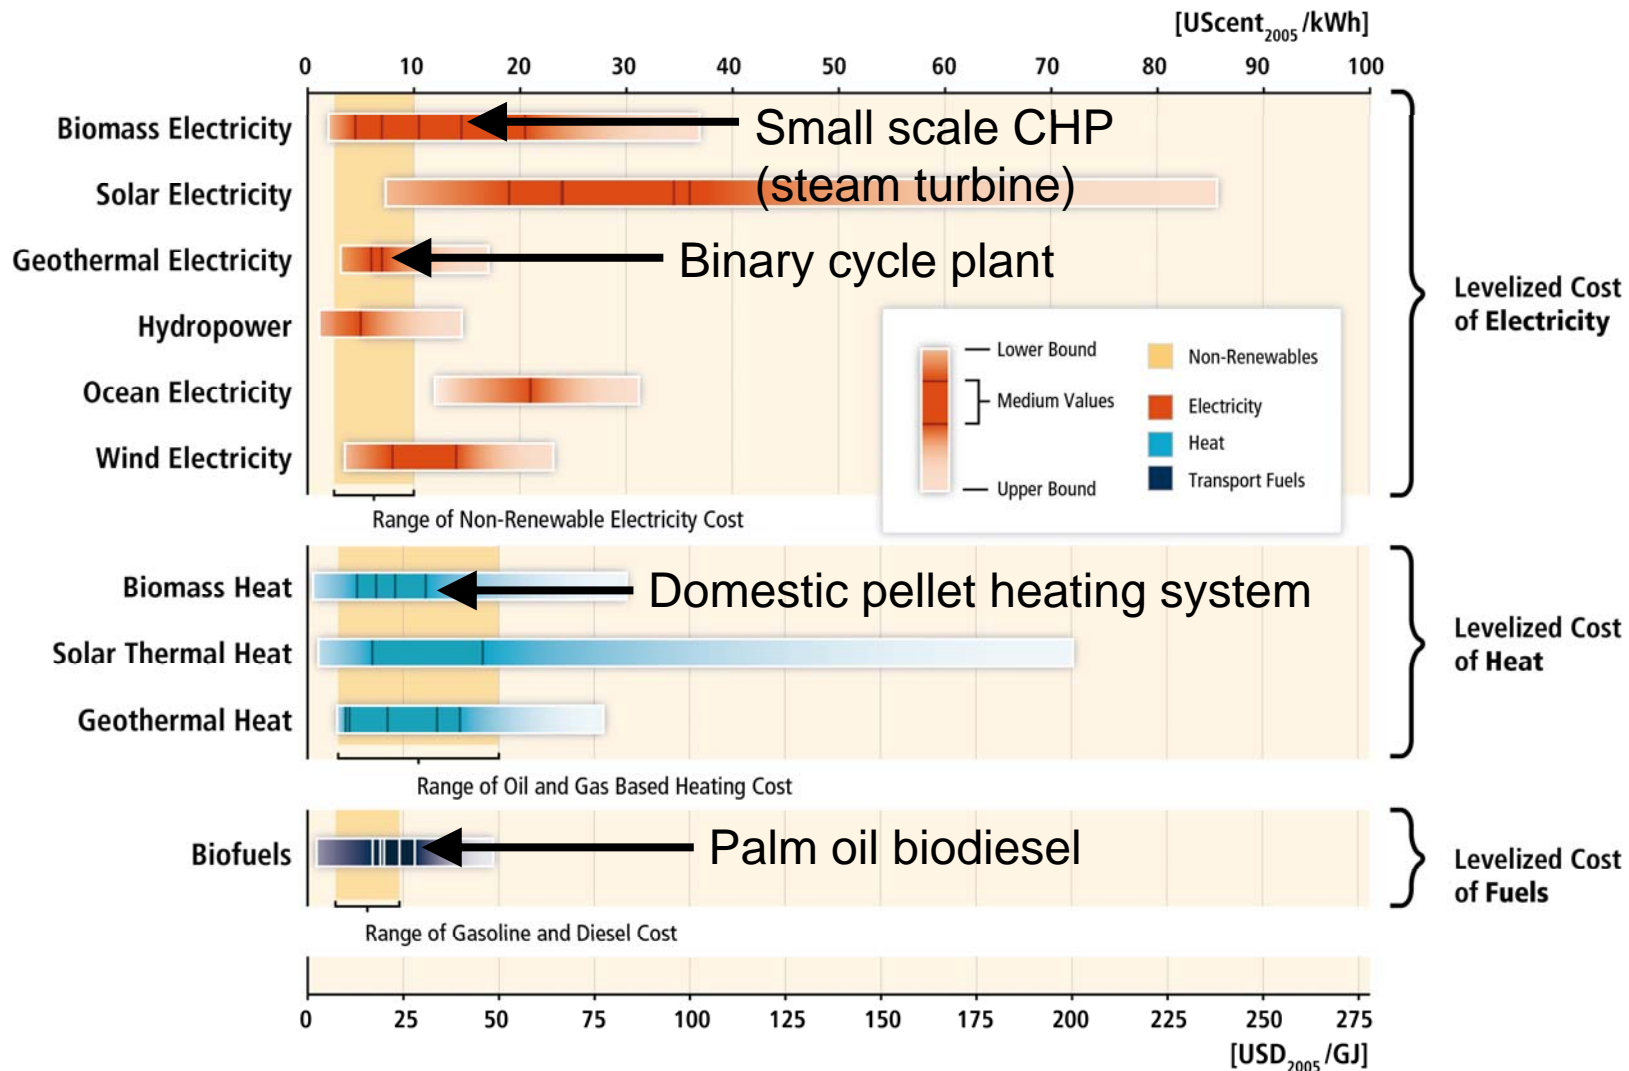 [UScent2005/kWh]
0 10 20 30 40 50 60 70 80 90 100
Biomass Electricity
Small scale CHP
(steam turbine)
Solar Electricity
Geothermal Electricity
Binary cycle plant
Hydropower
Ocean Electricity
Wind Electricity
Range of Non-Renewable Electricity Cost
Lower Bound
Medium Values
Upper Bound
Non-Renewables
Electricity
Heat
Transport Fuels
Levelized Cost
of Electricity
Biomass Heat
Domestic pellet heating system
Solar Thermal Heat
Geothermal Heat
Range of Oil and Gas Based Heating Cost
Levelized Cost
of Heat
Biofuels
Palm oil biodiesel
Range of Gasoline and Diesel Cost
Levelized Cost
of Fuels
0 25 50 75 100 125 150 175 200 225 250 275
[USD2005/GJ]